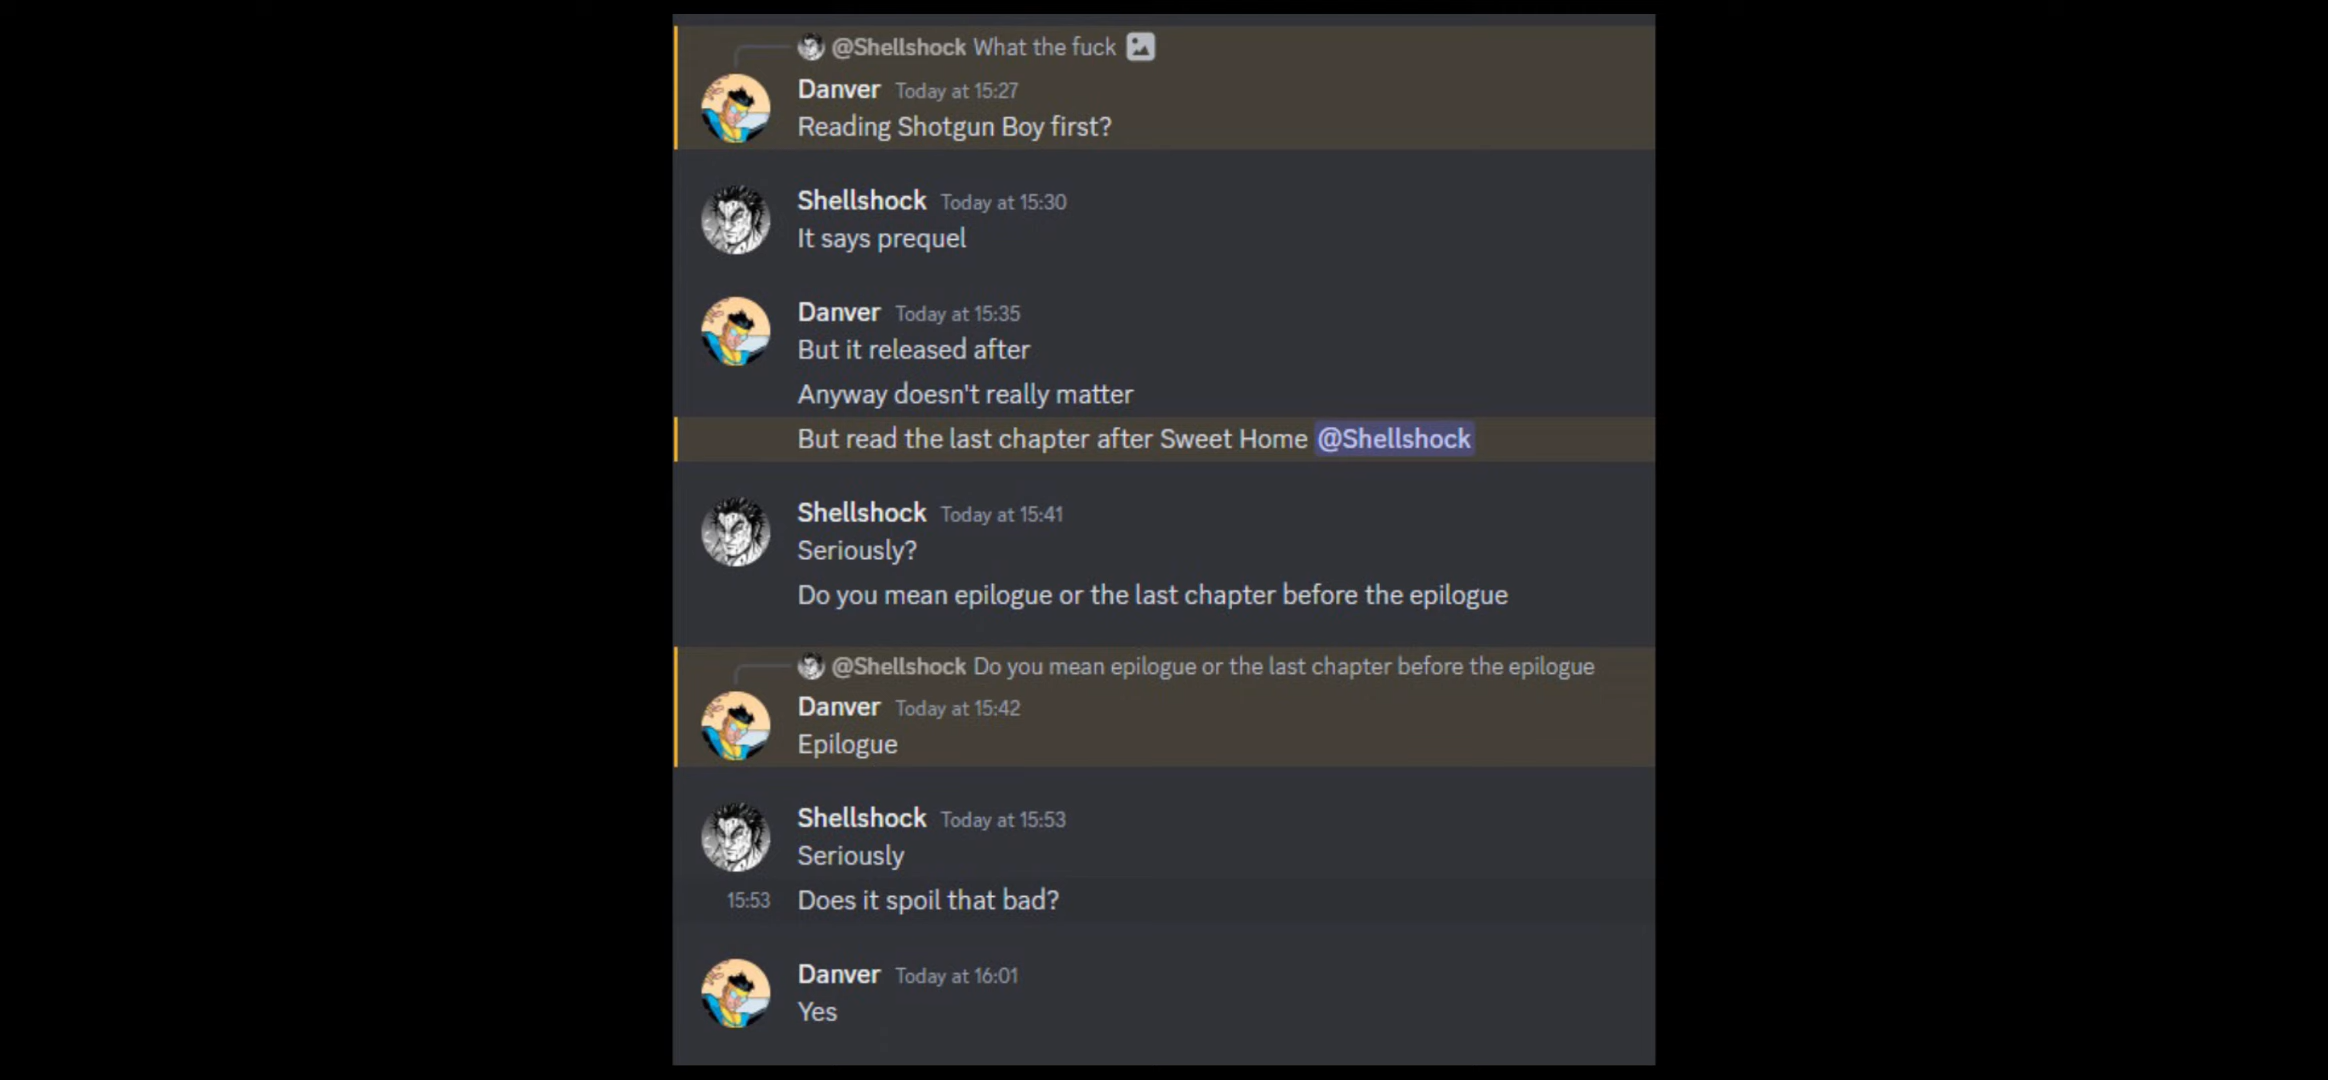 @Shellshock What the fuck
Danver Today at 15:27
Reading Shotgun Boy first?
Shellshock Today at 15:30
It says prequel
Danver Today at 15:35
But it released after
Anyway doesn't really matter
But read the last chapter after Sweet Home @Shellshock
Shellshock Today at 15:41
Seriously?
Do you mean epilogue or the last chapter before the epilogue
@Shellshock Do you mean epilogue or the last chapter before the epilogue
Danver Today at 15:42
Epilogue
Shellshock Today at 15:53
Seriously
15:53 Does it spoil that bad?
Danver Today at 16:01
Yes